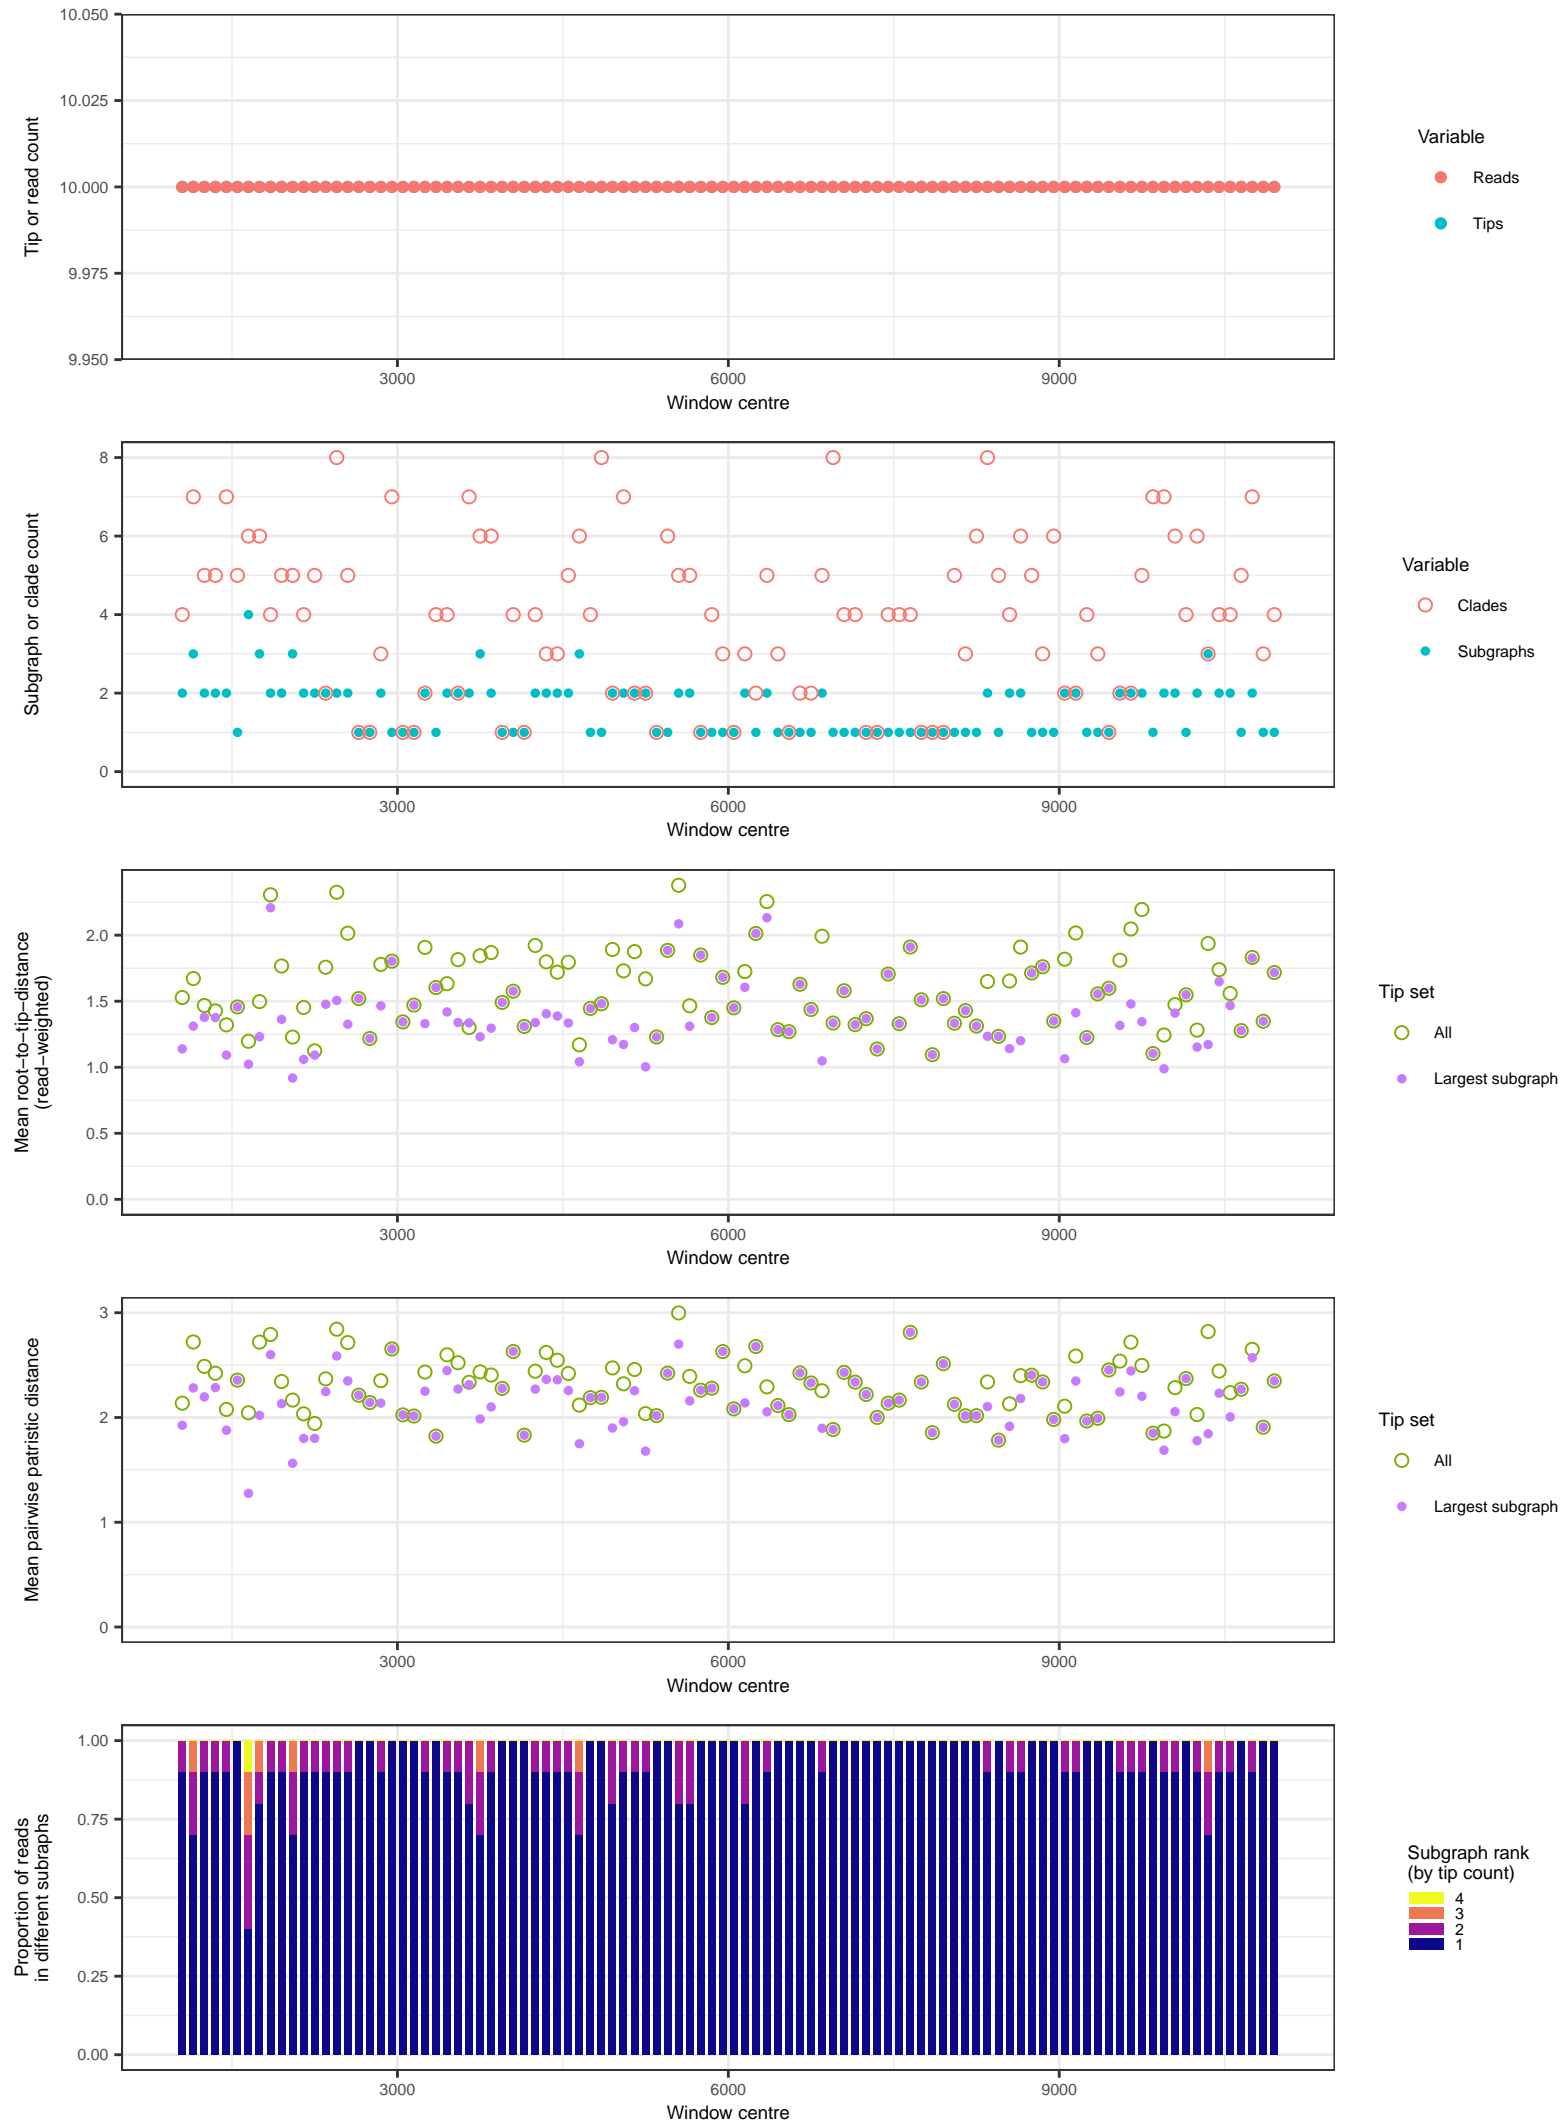 10.050
10.025
10.000
9.975
9.950
Tip or read count
3000
6000
9000
Window centre
Variable
Reads
Tips
8
6
4
2
0
Subgraph or clade count
3000
6000
9000
Window centre
Variable
Clades
Subgraphs
2.0
1.5
1.0
0.5
0.0
Mean root−to−tip−distance
(read−weighted)
3000
6000
9000
Window centre
Tip set
All
Largest subgraph
3
2
1
0
Mean pairwise patristic distance
3000
6000
9000
Window centre
Tip set
All
Largest subgraph
1.00
0.75
0.50
0.25
0.00
Proportion of reads
in different subraphs
3000
6000
9000
Window centre
Subgraph rank
(by tip count)
4
3
2
1